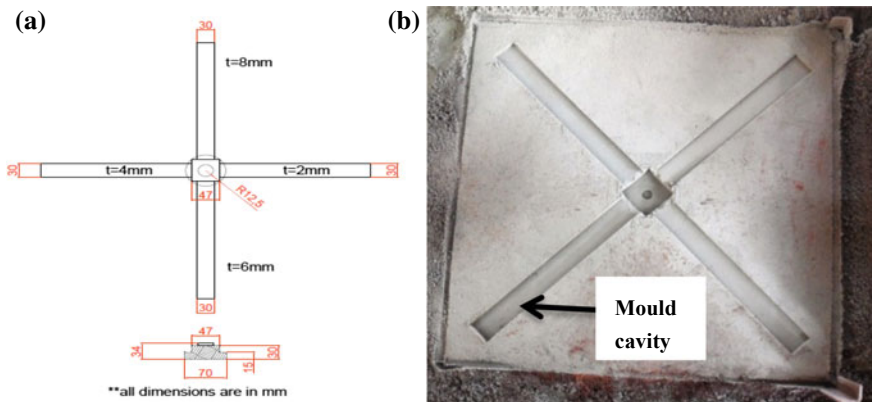 (a)
30
t=8mm
30
t=4mm
t=2mm
30
47
R12,5
t=6mm
30
47
34
30
15
70
**all dimensions are in mm
(b)
Mould
cavity